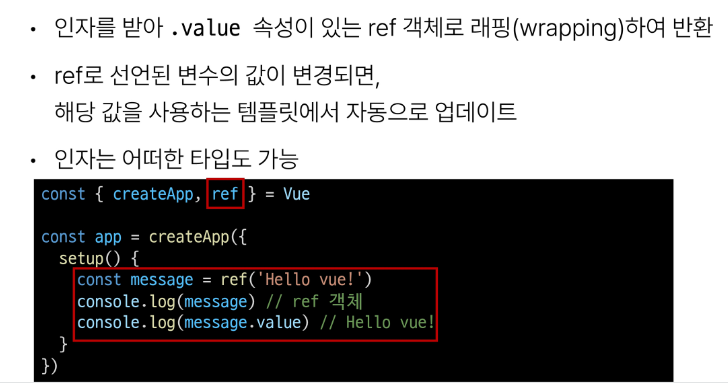 • 인자를 받아 .value 속성이 있는 ref 객체로 래핑(wrapping)하여 반환
• ref로 선언된 변수의 값이 변경되면,
해당 값을 사용하는 템플릿에서 자동으로 업데이트
• 인자는 어떠한 타입도 가능
const { createApp, ref } = Vue
const app = createApp({
  setup() {
    const message = ref('Hello vue!')
    console.log(message) // ref 객체
    console.log(message.value) // Hello vue!
  }
})